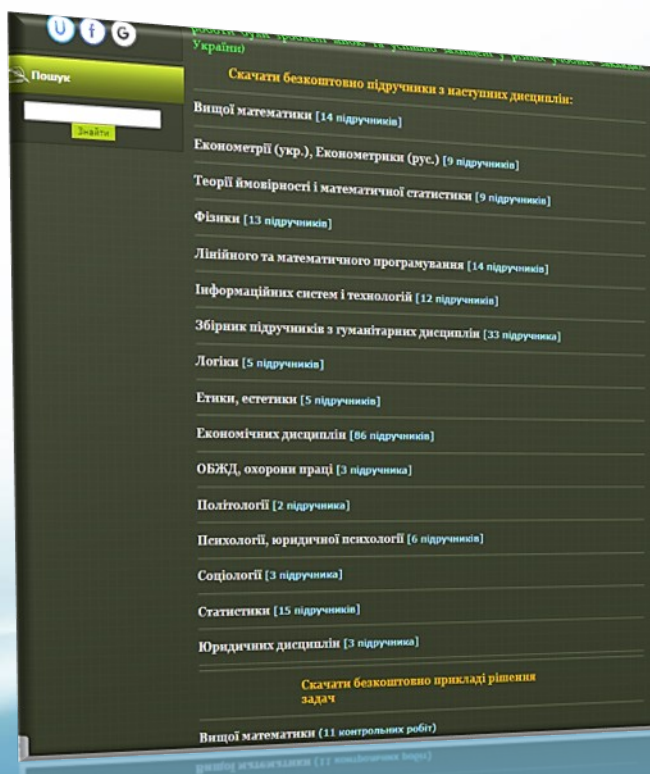 U f G
України)
Пошук
Знайти
Скачати безкоштовно підручники з наступних дисциплін:
Вищої математики [14 підручників]
Економетрії (укр.), Економетрики (рус.) [9 підручників]
Теорії ймовірності і математичної статистики [9 підручників]
Фізики [13 підручників]
Лінійного та математичного програмування [14 підручників]
Інформаційних систем і технологій [12 підручників]
Збірник підручників з гуманітарних дисциплін [33 підручника]
Логіки [5 підручників]
Етики, естетики [5 підручників]
Економічних дисциплін [86 підручників]
ОБЖД, охорони праці [3 підручника]
Політології [2 підручника]
Психології, юридичної психології [6 підручників]
Соціології [3 підручника]
Статистики [15 підручників]
Юридичних дисциплін [3 підручника]
Скачати безкоштовно прикладі рішення
задач
Вищої математики (11 контрольних робіт)